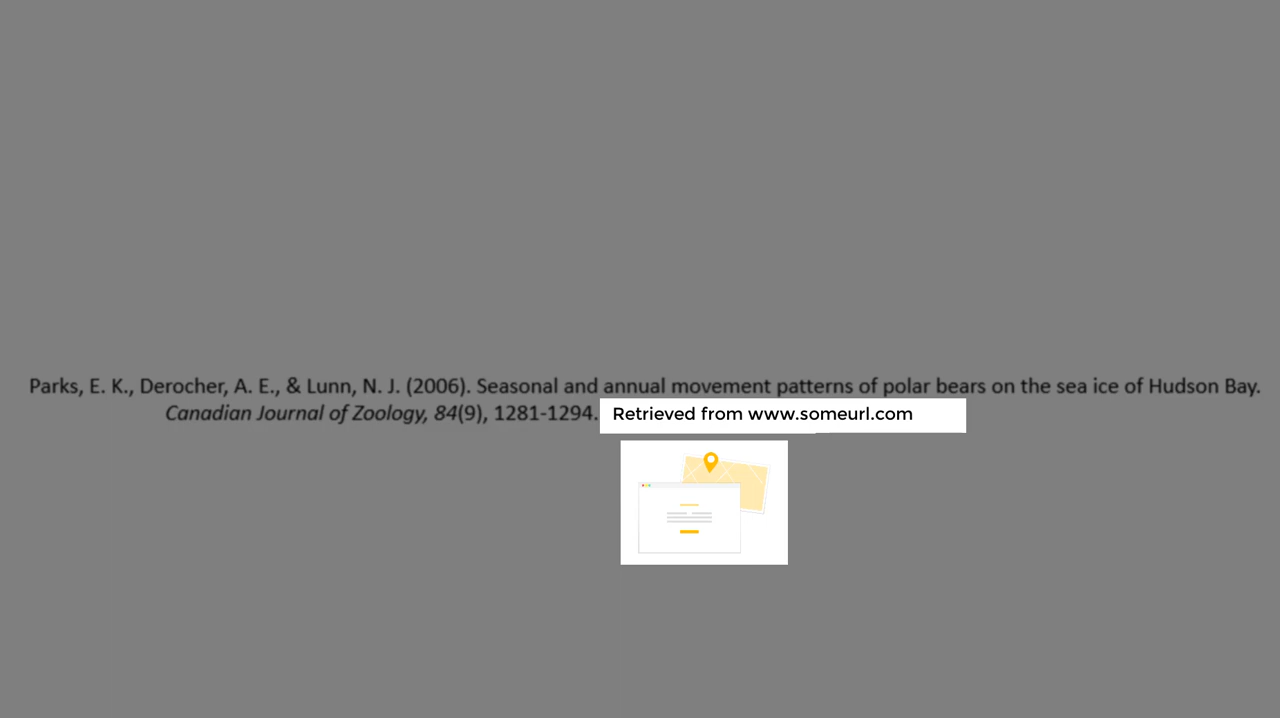 Parks, E. K., Derocher, A. E., & Lunn, N. J. (2006). Seasonal and annual movement patterns of polar bears on the sea ice of Hudson Bay.
Canadian Journal of Zoology, 84(9), 1281-1294. Retrieved from www.someurl.com